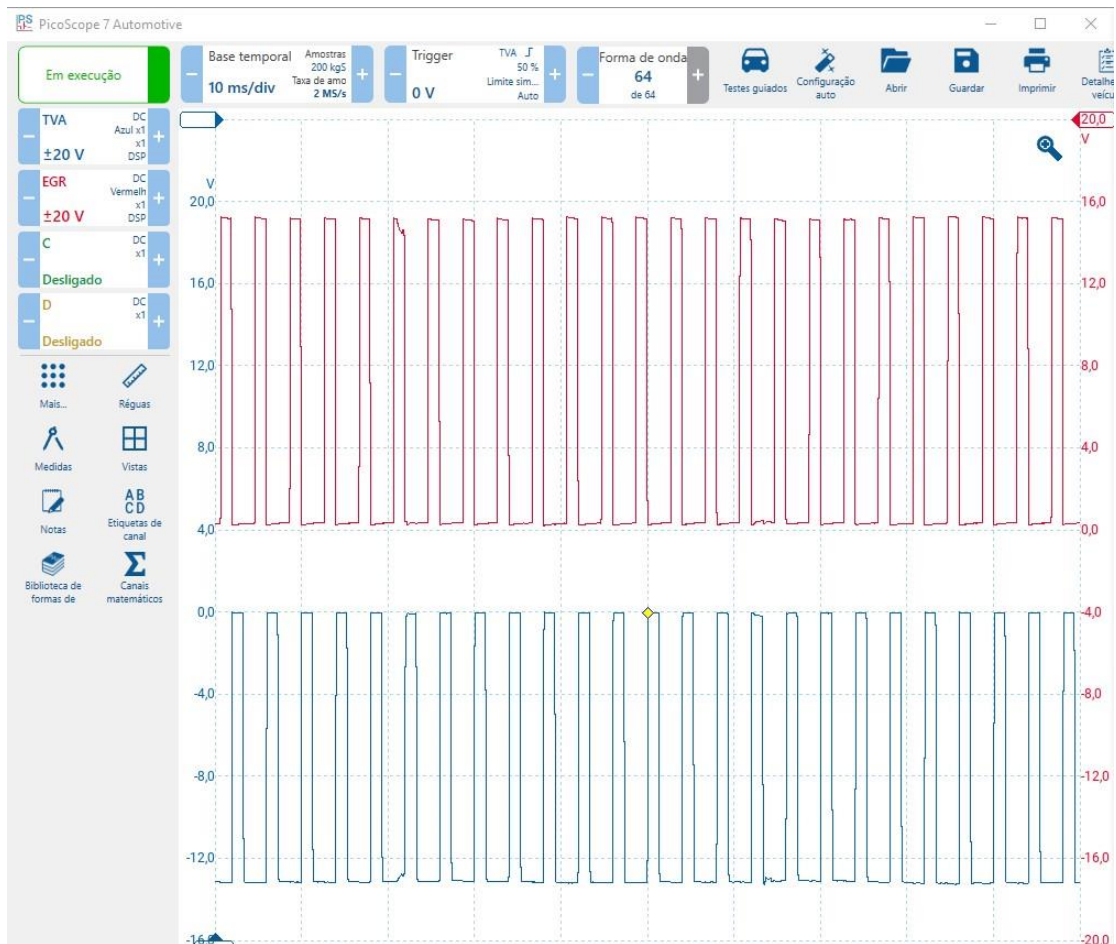 PicoScope 7 Automotive
Em execução
Base temporal
Amostras
200 kgS
Taxa de amo
10 ms/div
2 MS/s
Trigger
TVA
50 %
Limite sim...
0 V
Auto
Forma de onda
64
de 64
Testes guiados
Configuração
auto
Abrir
Guardar
Imprimir
Detalhe
veícu
TVA
DC
Azul x1
x1
±20 V
DSP
EGR
DC
Vermelh
x1
±20 V
DSP
C
DC
x1
Desligado
D
DC
x1
Desligado
Mais...
Réguas
Medidas
Vistas
Notas
AB
CD
Etiquetas de
canal
Biblioteca de
formas de
Σ
Canais
matemáticos
V
20,0
16,0
12,0
8,0
4,0
0,0
-4,0
-8,0
-12,0
-16,0
20,0
V
16,0
12,0
8,0
4,0
0,0
-4,0
-8,0
-12,0
-16,0
-20,0